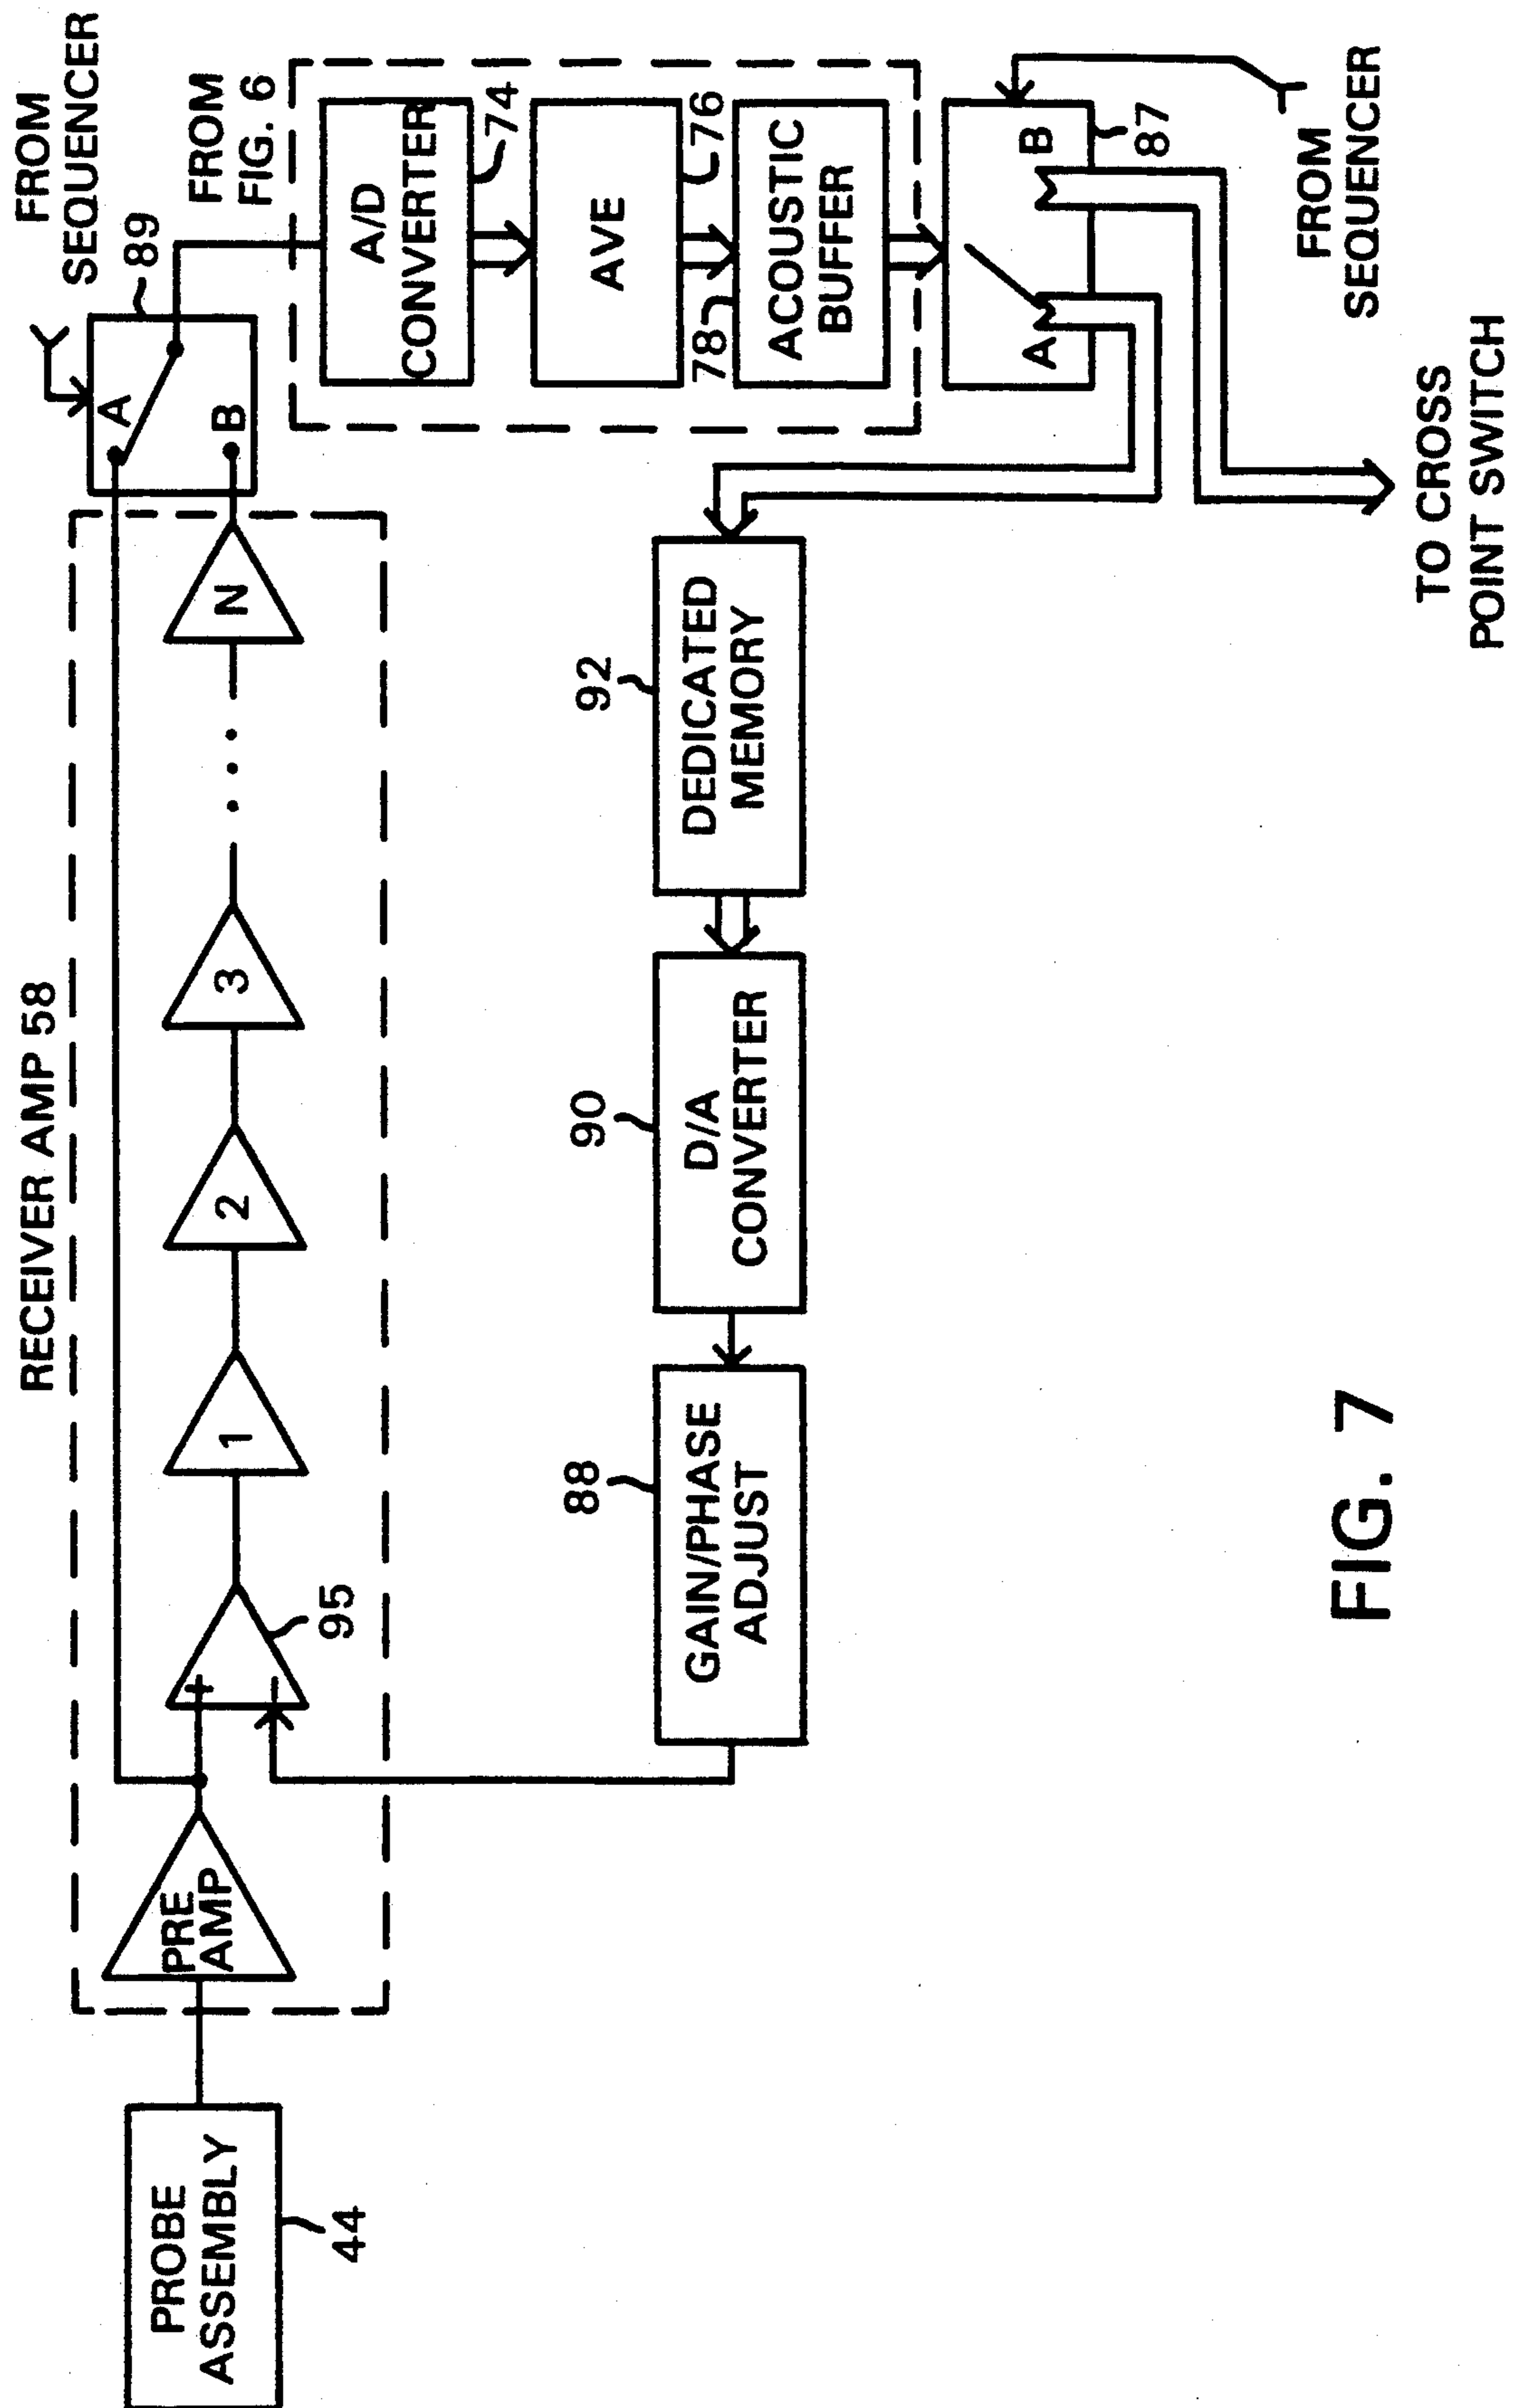 RECEIVER AMP 58
FROM
SEQUENCER
89
A
B
FROM
FIG. 6
PROBE
ASSEMBLY
44
PRE
AMP
+
−
95
1
2
3
. . .
N
A/D
CONVERTER
74
AVE
76
78
ACOUSTIC
BUFFER
A
B
87
FROM
SEQUENCER
GAIN/PHASE
ADJUST
88
D/A
CONVERTER
90
DEDICATED
MEMORY
92
TO CROSS
POINT SWITCH
FIG. 7